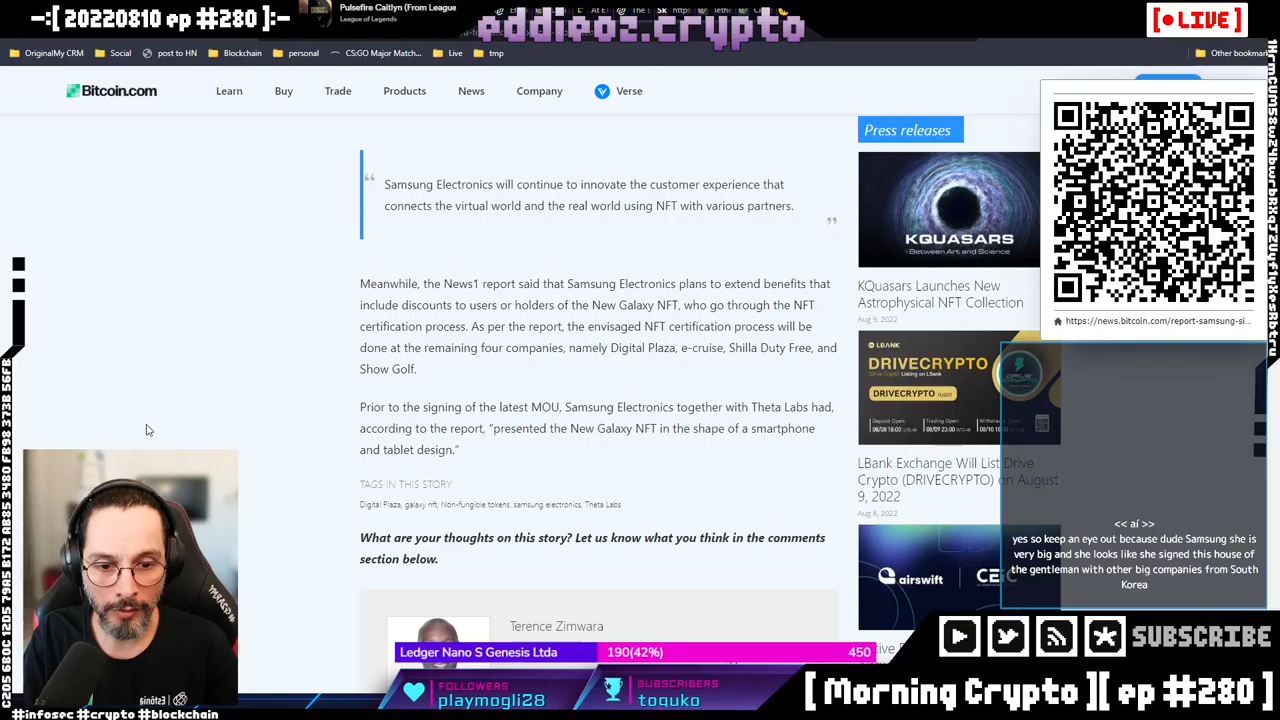 -:[ 20220810 ep #280 ]:-
Pulsefire Caitlyn (From League
League of Legends
eddieoz.crypto
[● LIVE]
OriginalMy CRM
Social
post to HN
Blockchain
personal
CS:GO Major Match...
Live
tmp
Other bookmar
Bitcoin.com
Learn
Buy
Trade
Products
News
Company
Verse
Press releases
“ Samsung Electronics will continue to innovate the customer experience that
connects the virtual world and the real world using NFT with various partners. ”
Meanwhile, the News1 report said that Samsung Electronics plans to extend benefits that
include discounts to users or holders of the New Galaxy NFT, who go through the NFT
certification process. As per the report, the envisaged NFT certification process will be
done at the remaining four companies, namely Digital Plaza, e-cruise, Shilla Duty Free, and
Show Golf.
Prior to the signing of the latest MOU, Samsung Electronics together with Theta Labs had,
according to the report, “presented the New Galaxy NFT in the shape of a smartphone
and tablet design.”
TAGS IN THIS STORY
Digital Plaza, galaxy nft, Non-fungible tokens, samsung electronics, Theta Labs
What are your thoughts on this story? Let us know what you think in the comments
section below.
Terence Zimwara
KQUASARS
Between Art and Science
KQuasars Launches New
Astrophysical NFT Collection
Aug 9, 2022
LBANK
DRIVECRYPTO
Listing on LBank
DRIVECRYPTO /USDT
LBank Exchange Will List Drive
Crypto (DRIVECRYPTO) on August
9, 2022
Aug 8, 2022
airswift
https://news.bitcoin.com/report-samsung-si...
<< aí >>
yes so keep an eye out because dude Samsung she is
very big and she looks like she signed this house of
the gentleman with other big companies from South
Korea
Ledger Nano S Genesis Ltda
190(42%)
450
FOLLOWERS
playmogli28
SUBSCRIBERS
toguko
SUBSCRIBE
[ Morning Crypto ][ ep #280 ]
#infosec #crypto #blockchain